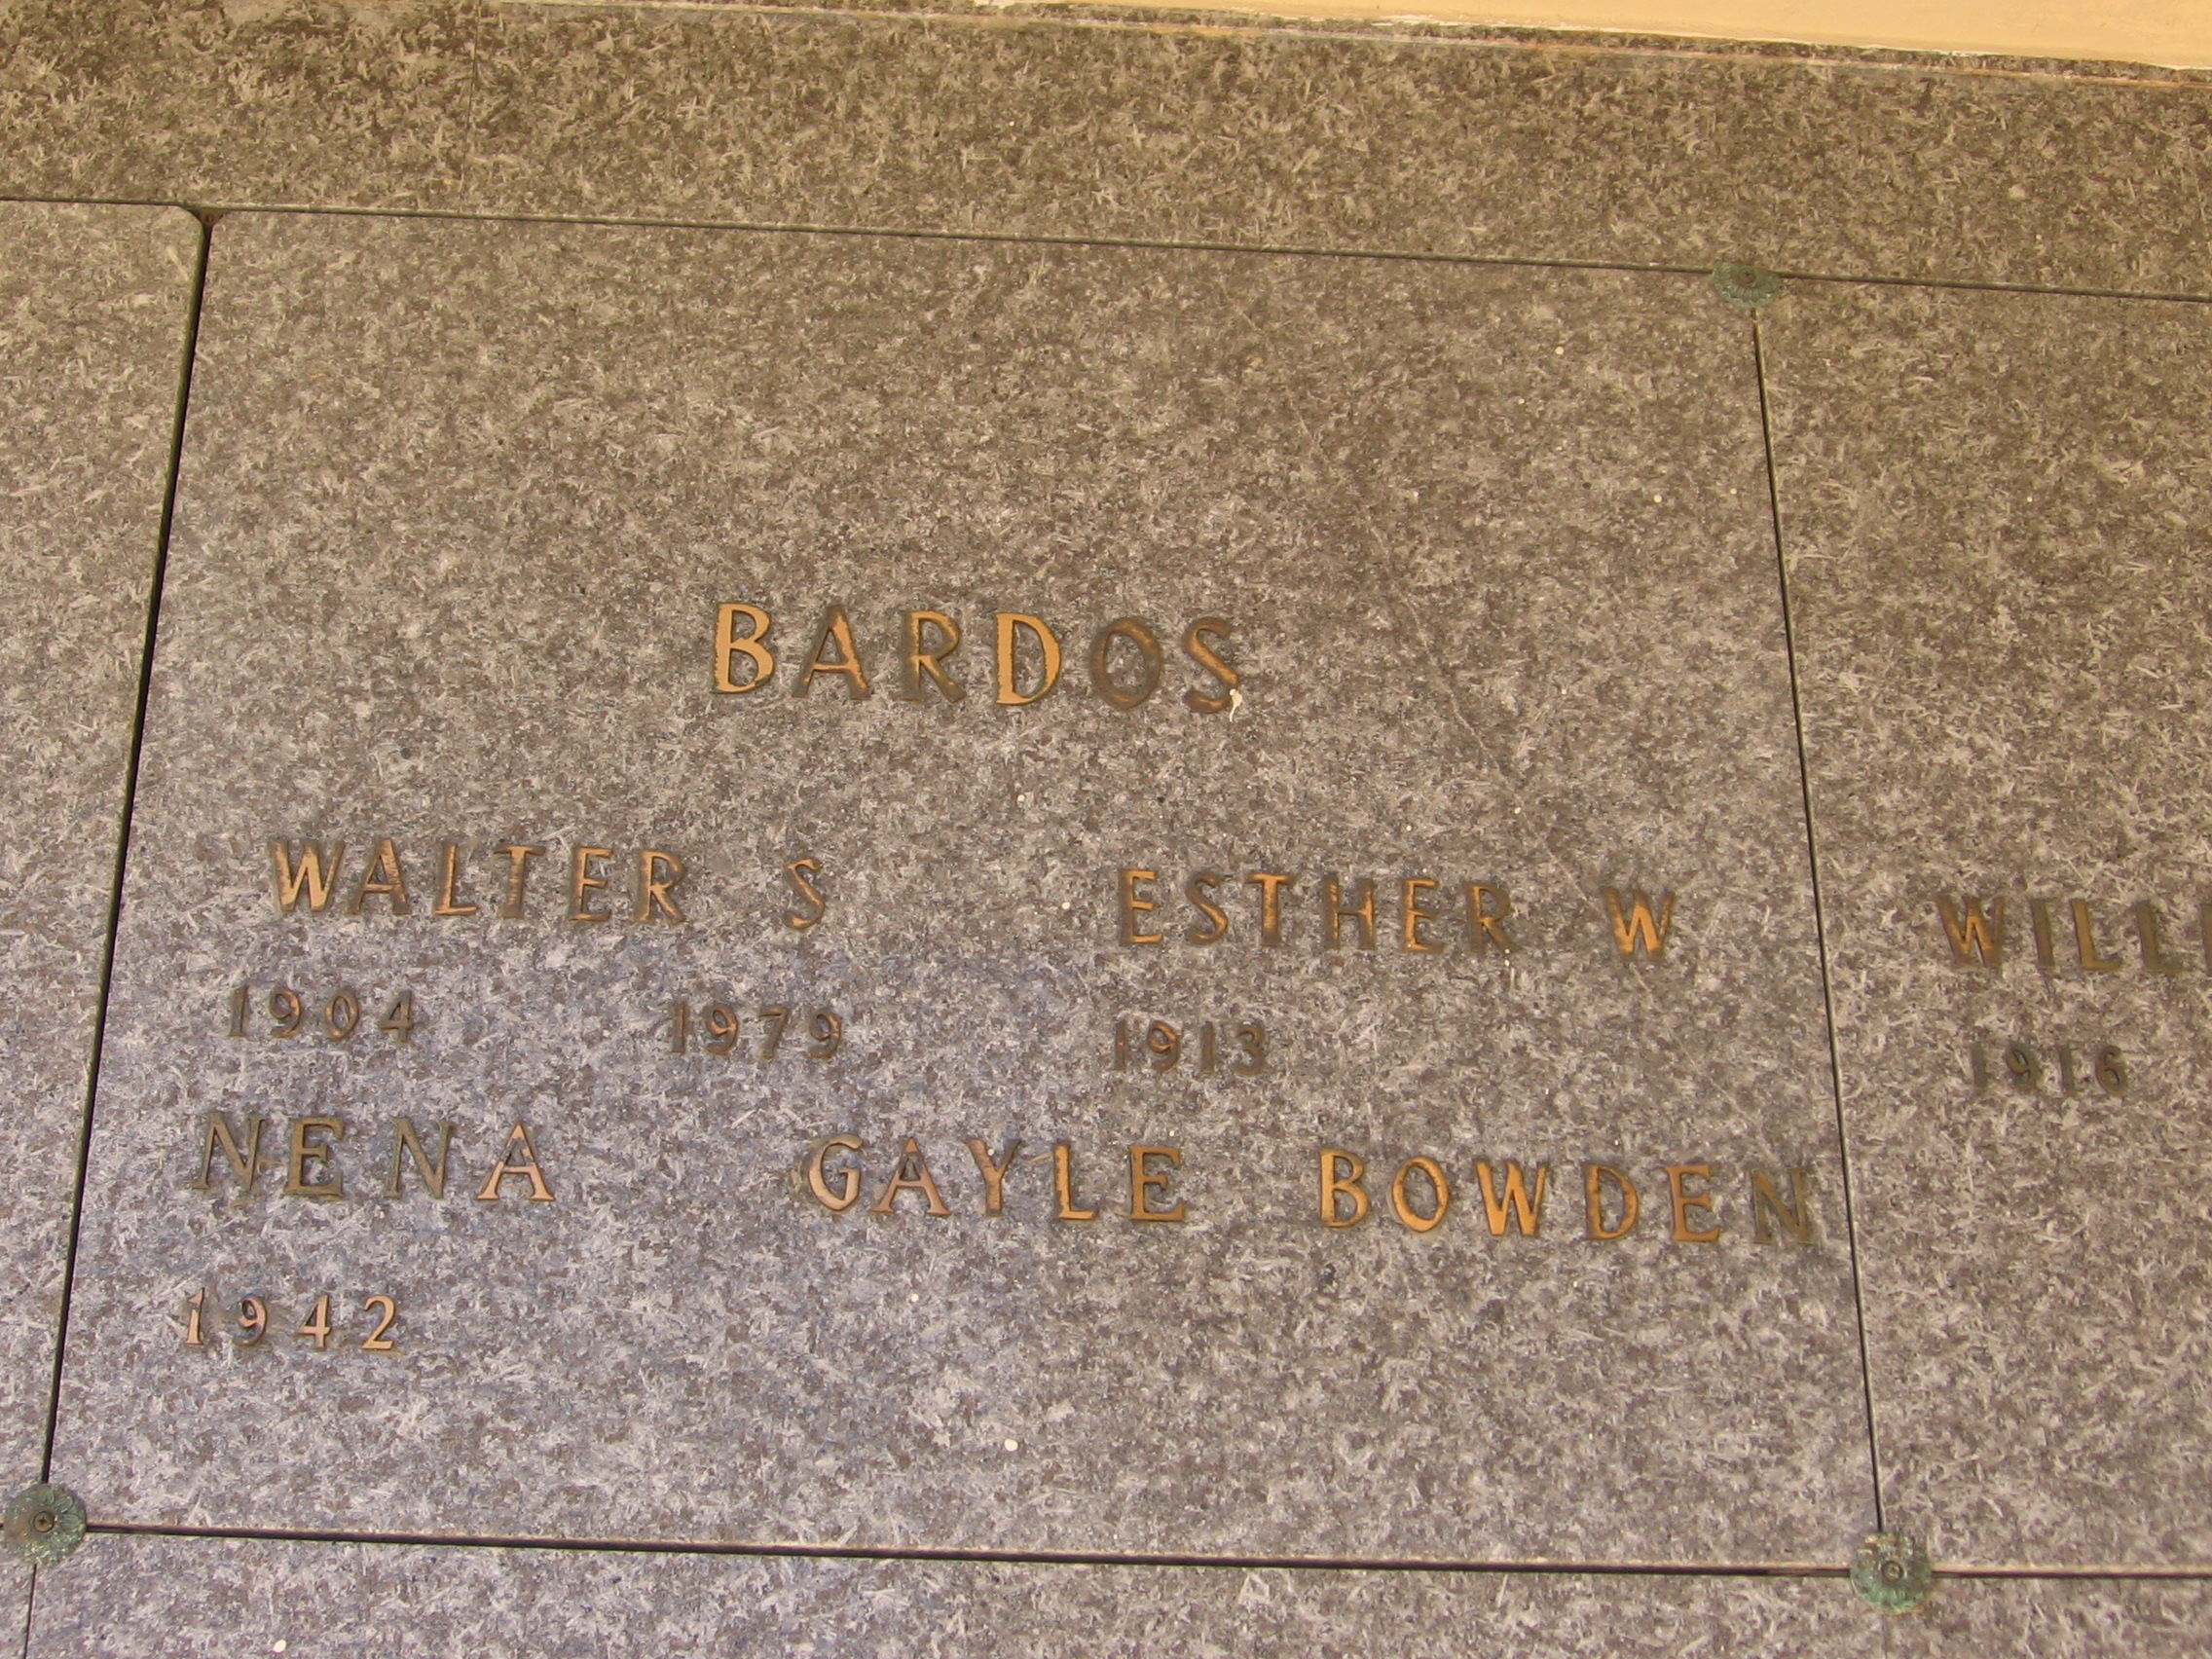 BARDOS
WALTER S ESTHER W
1904 1979 1913
NENA GAYLE BOWDEN
1942
1916